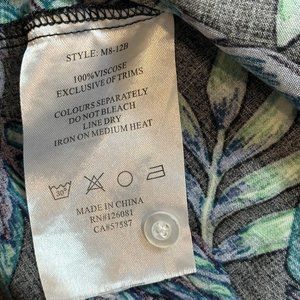 STYLE: M8-12B
100%VISCOSE
EXCLUSIVE OF TRIMS
COLOURS SEPARATELY
DO NOT BLEACH
LINE DRY
IRON ON MEDIUM HEAT
30°
MADE IN CHINA
RN#126081
CA#57587